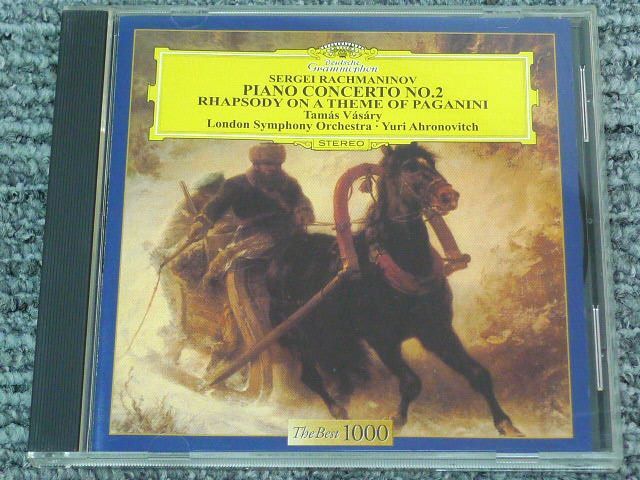 Deutsche
Grammophon
SERGEI RACHMANINOV
PIANO CONCERTO NO.2
RHAPSODY ON A THEME OF PAGANINI
Tamás Vásáry
London Symphony Orchestra · Yuri Ahronovitch
STEREO
The Best 1000